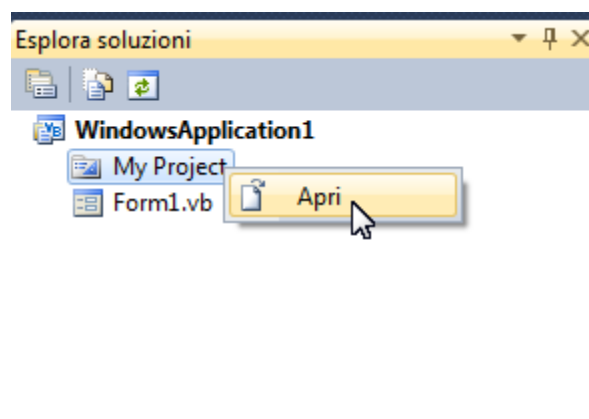 Esplora soluzioni
WindowsApplication1
My Project
Apri
Form1.vb